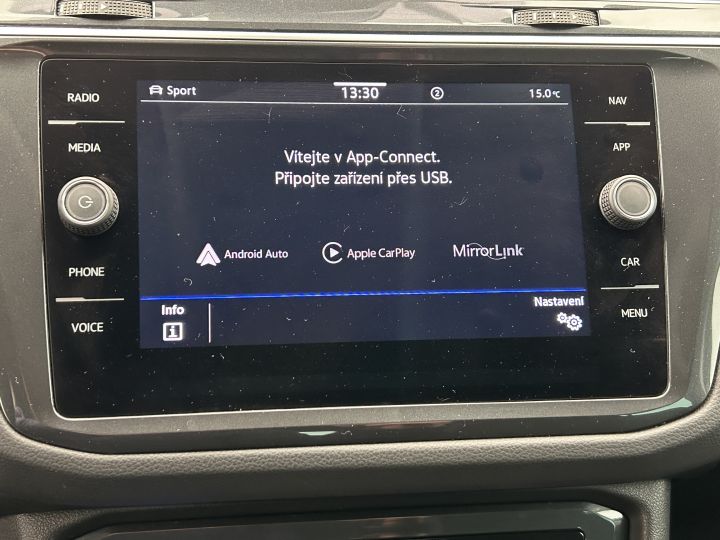 RADIO
MEDIA
PHONE
VOICE
Sport
13:30
2
15.0°C
Vítejte v App-Connect.
Připojte zařízení přes USB.
Android Auto
Apple CarPlay
MirrorLink
Info
Nastavení
NAV
APP
CAR
MENU